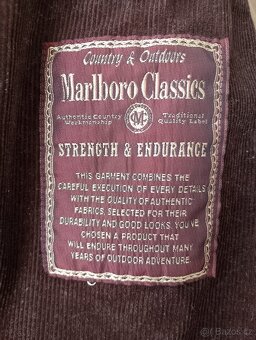 Country & Outdoors
Marlboro Classics
Authentic Country Workmanship
MC
Traditional Quality Label
STRENGTH & ENDURANCE
THIS GARMENT COMBINES THE
CAREFUL EXECUTION OF EVERY DETAILS
WITH THE QUALITY OF AUTHENTIC
FABRICS, SELECTED FOR THEIR
DURABILITY AND GOOD LOOKS. YOU'VE
CHOSEN A PRODUCT THAT
WILL ENDURE THROUGHOUT MANY
YEARS OF OUTDOOR ADVENTURE.